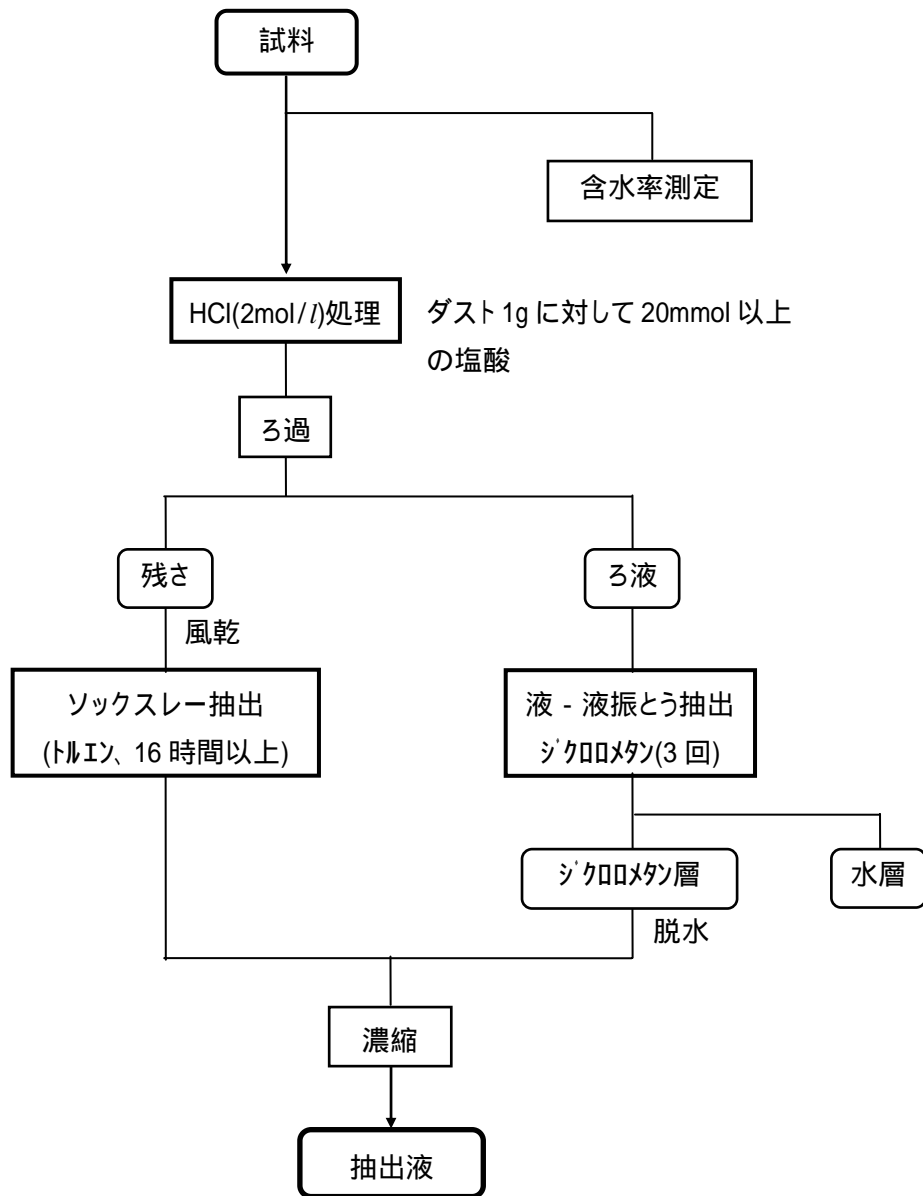 試料
含水率測定
HCl(2mol/l)処理
ダスト 1g に対して 20mmol 以上
の塩酸
ろ過
残さ
ろ液
風乾
ソックスレー抽出
(ﾄﾙｴﾝ、16 時間以上)
液 - 液振とう抽出
ｼﾞｸﾛﾛﾒﾀﾝ(3 回)
ｼﾞｸﾛﾛﾒﾀﾝ層
水層
脱水
濃縮
抽出液